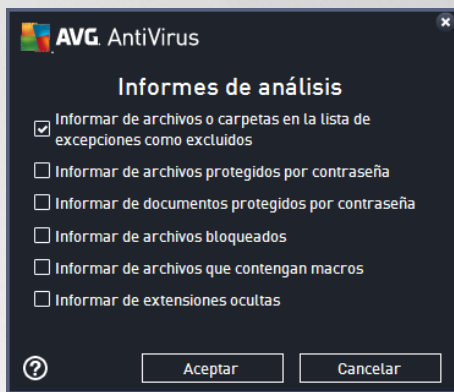 AVG AntiVirus
Informes de análisis
Informar de archivos o carpetas en la lista de
excepciones como excluidos
Informar de archivos protegidos por contraseña
Informar de documentos protegidos por contraseña
Informar de archivos bloqueados
Informar de archivos que contengan macros
Informar de extensiones ocultas
? Aceptar Cancelar